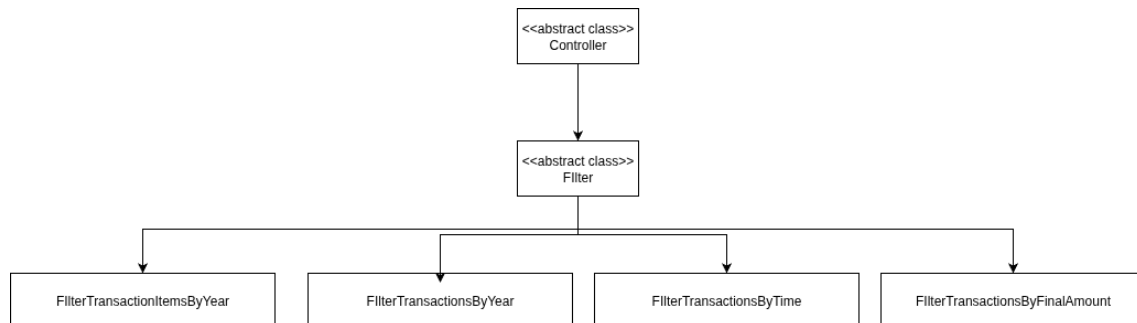 <<abstract class>>
Controller
<<abstract class>>
FIlter
FIlterTransactionItemsByYear
FIlterTransactionsByYear
FIlterTransactionsByTime
FIlterTransactionsByFinalAmount